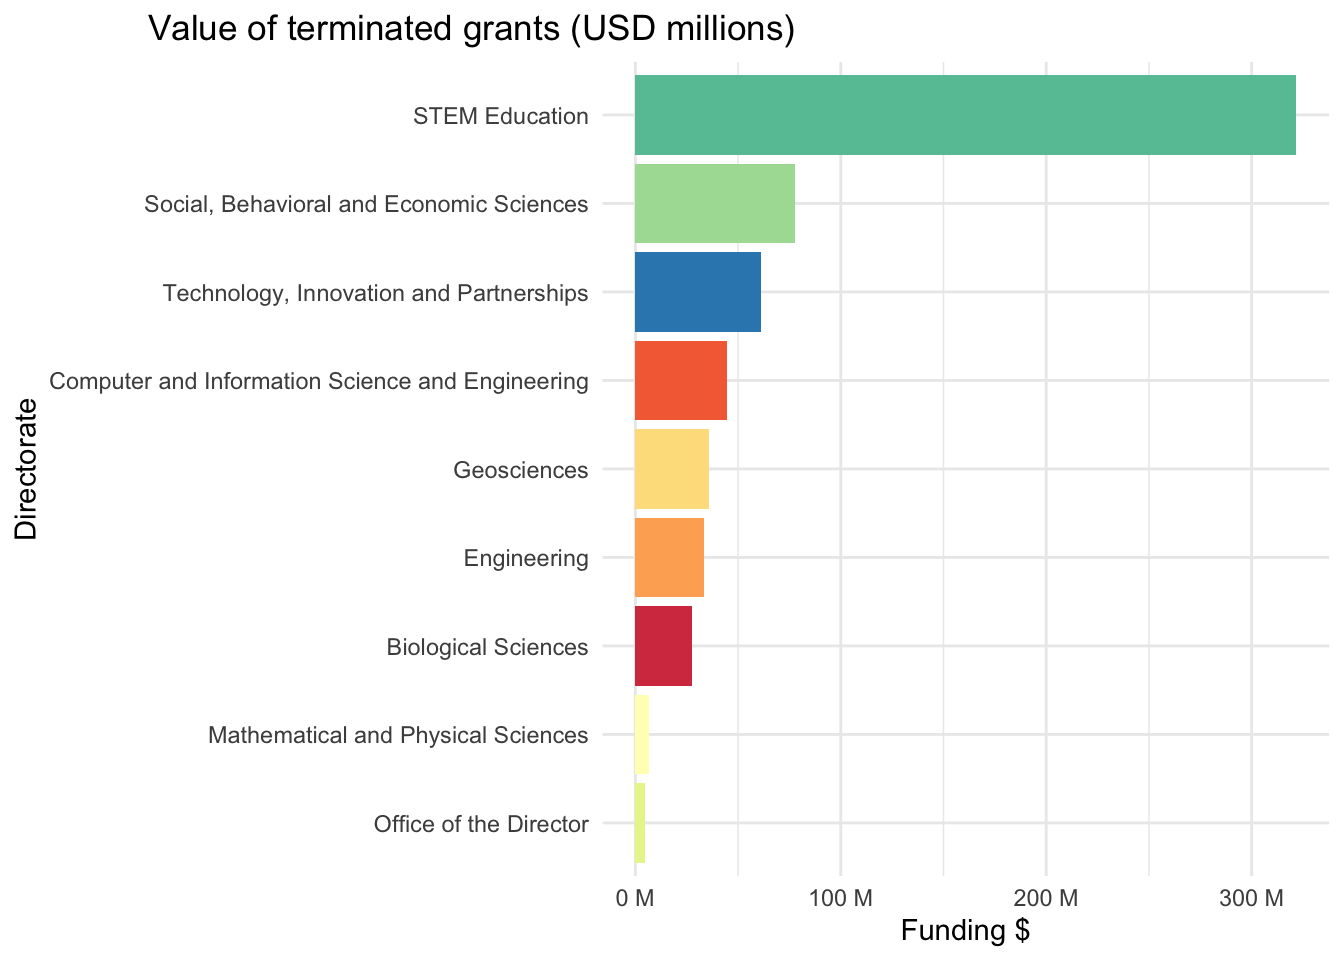 Value of terminated grants (USD millions)
STEM Education
Social, Behavioral and Economic Sciences
Technology, Innovation and Partnerships
Computer and Information Science and Engineering
Geosciences
Engineering
Biological Sciences
Mathematical and Physical Sciences
Office of the Director
Directorate
0 M 100 M 200 M 300 M
Funding $